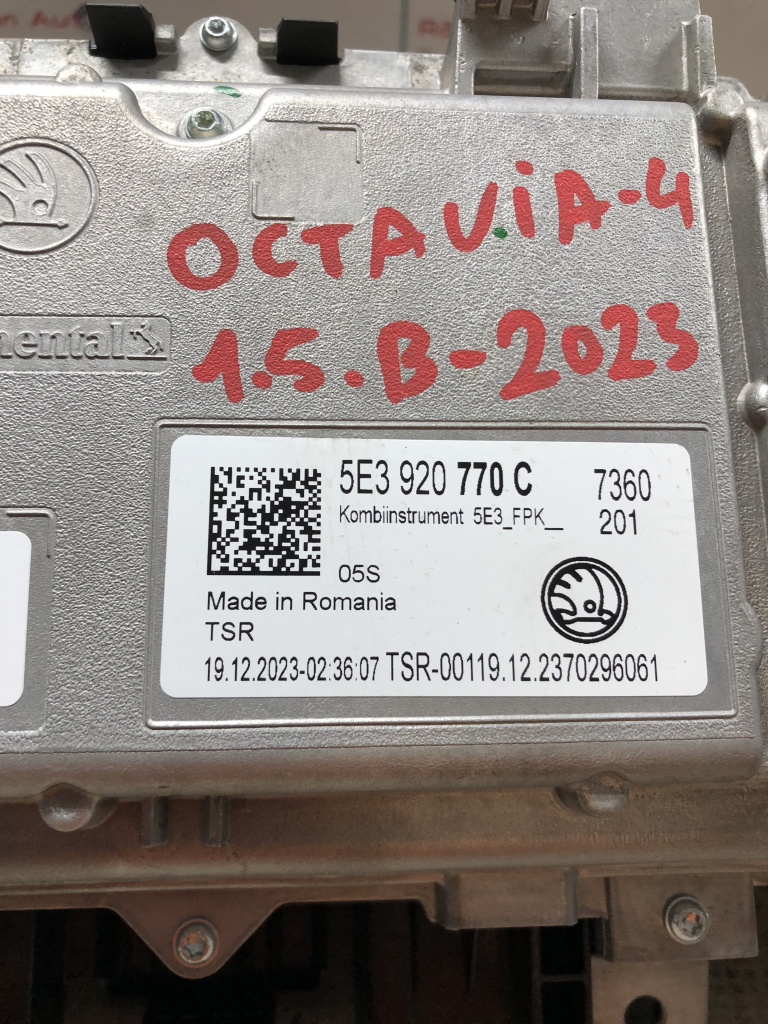 OCTAViA-4
1.5.B-2023
5E3 920 770 C 7360
Kombiinstrument 5E3_FPK__ 201
05S
Made in Romania
TSR
19.12.2023-02:36:07 TSR-00119.12.2370296061